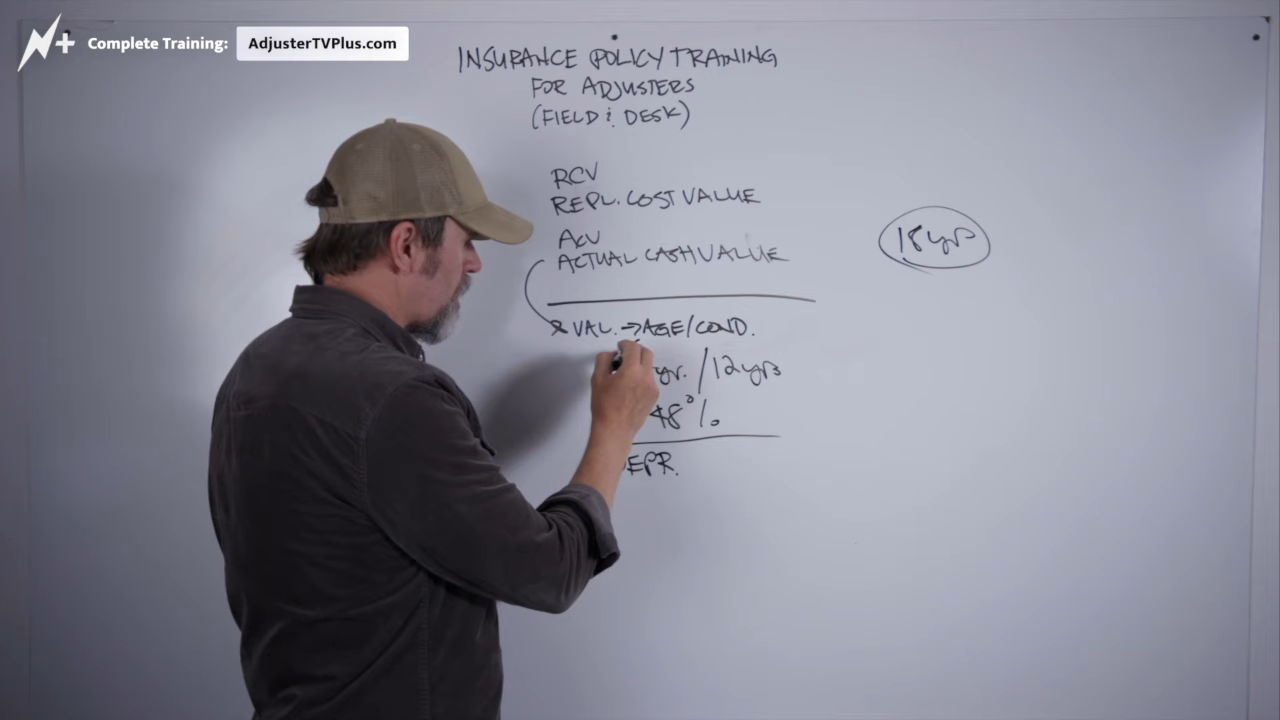 Complete Training: AdjusterTVPlus.com
INSURANCE POLICY TRAINING
FOR ADJUSTERS
(FIELD & DESK)
RCV
REPL. COST VALUE
ACV
ACTUAL CASH VALUE
18 yrs
VAL. → AGE/COND.
yr. / 12 yrs
48%
EPR.